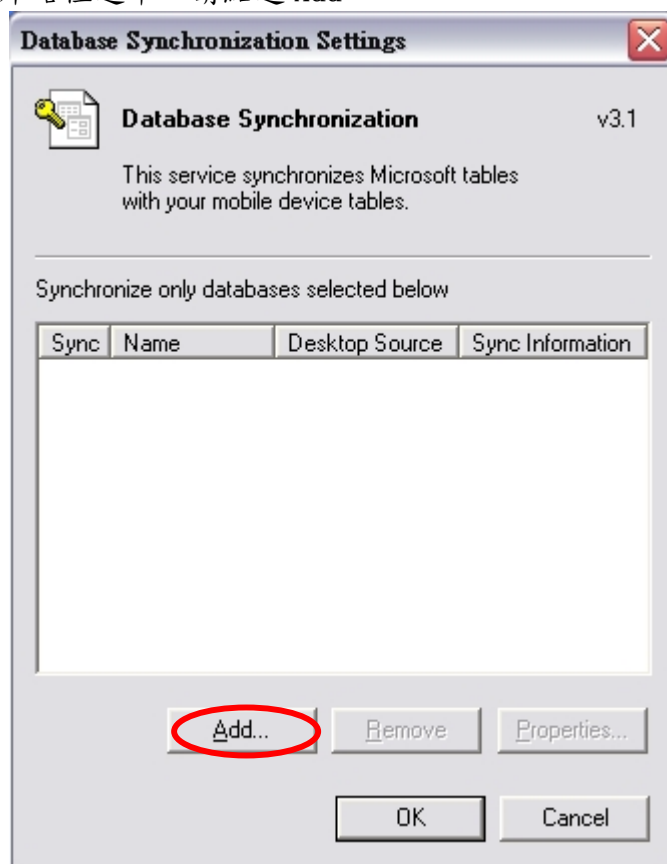 Add
Database Synchronization Settings
Database Synchronization v3.1
This service synchronizes Microsoft tables
with your mobile device tables.
Synchronize only databases selected below
Sync Name Desktop Source Sync Information
Add... Remove Properties...
OK Cancel